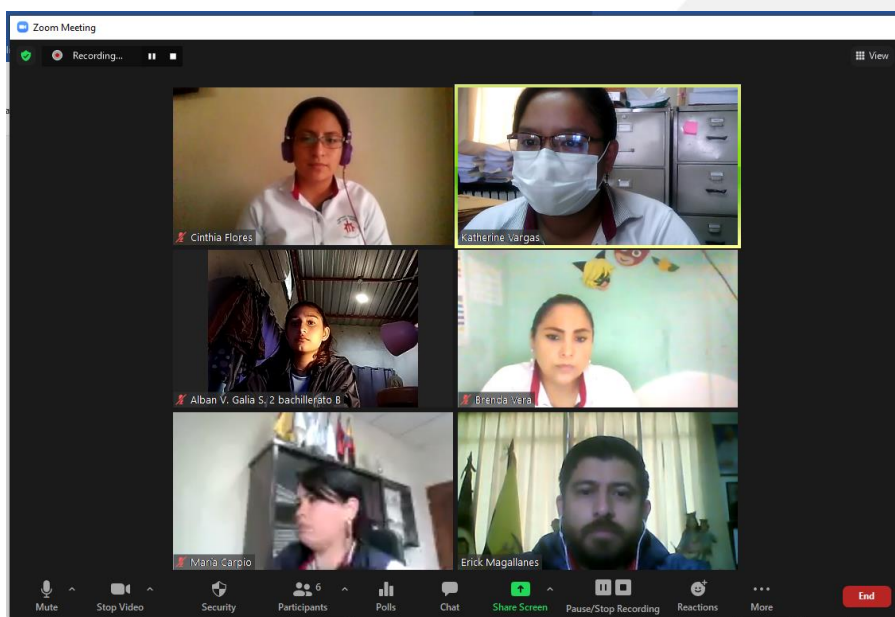 Zoom Meeting
Recording...
View
Cinthia Flores
Katherine Vargas
Alban V. Galia S. 2 bachillerato B
Brenda Vera
María Carpio
Erick Magallanes
Mute
Stop Video
Security
6
Participants
Polls
Chat
Share Screen
Pause/Stop Recording
Reactions
More
End